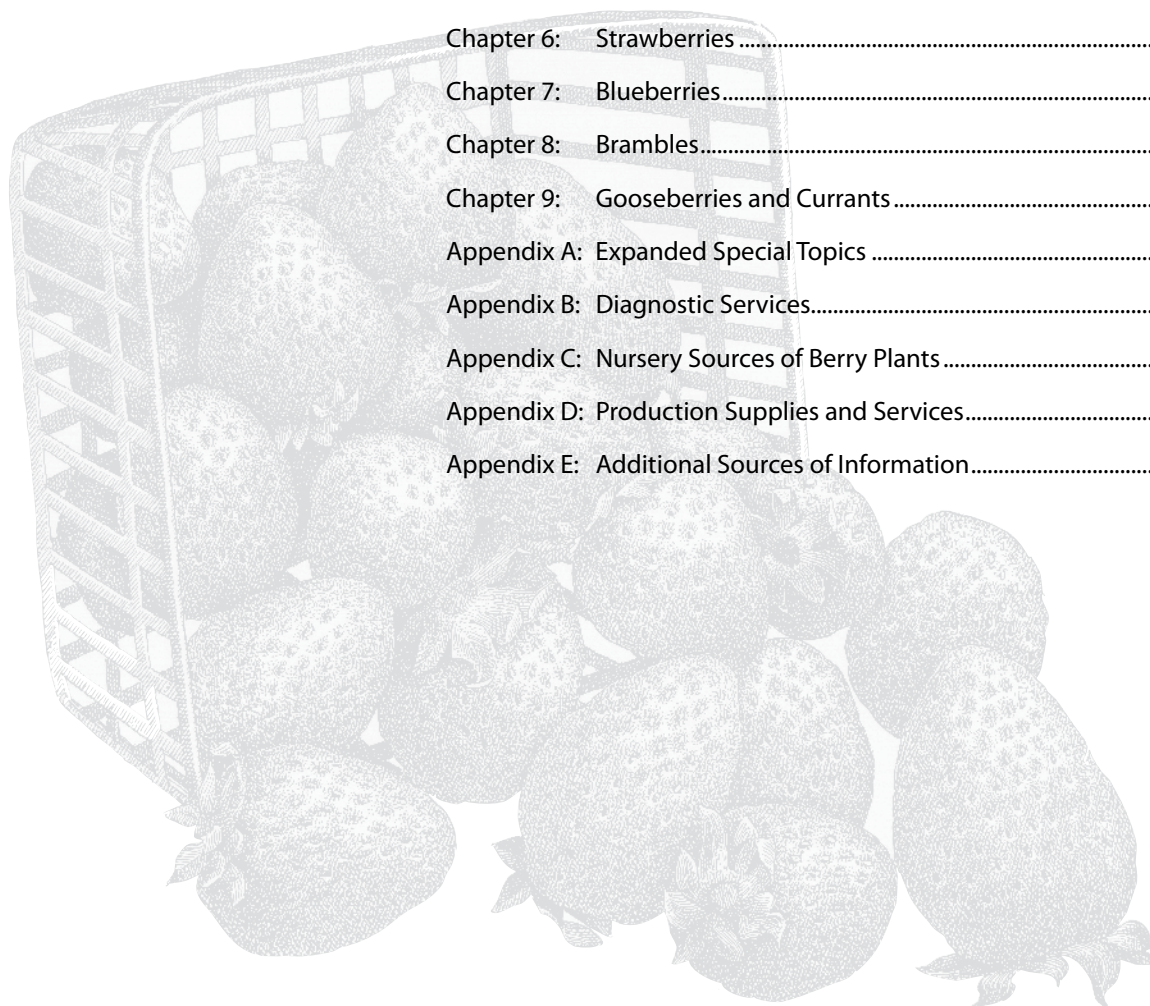 Chapter 6: Strawberries ..........................................................................
Chapter 7: Blueberries..............................................................................
Chapter 8: Brambles..................................................................................
Chapter 9: Gooseberries and Currants ..............................................
Appendix A: Expanded Special Topics ..................................................
Appendix B: Diagnostic Services.............................................................
Appendix C: Nursery Sources of Berry Plants .....................................
Appendix D: Production Supplies and Services.................................
Appendix E: Additional Sources of Information................................